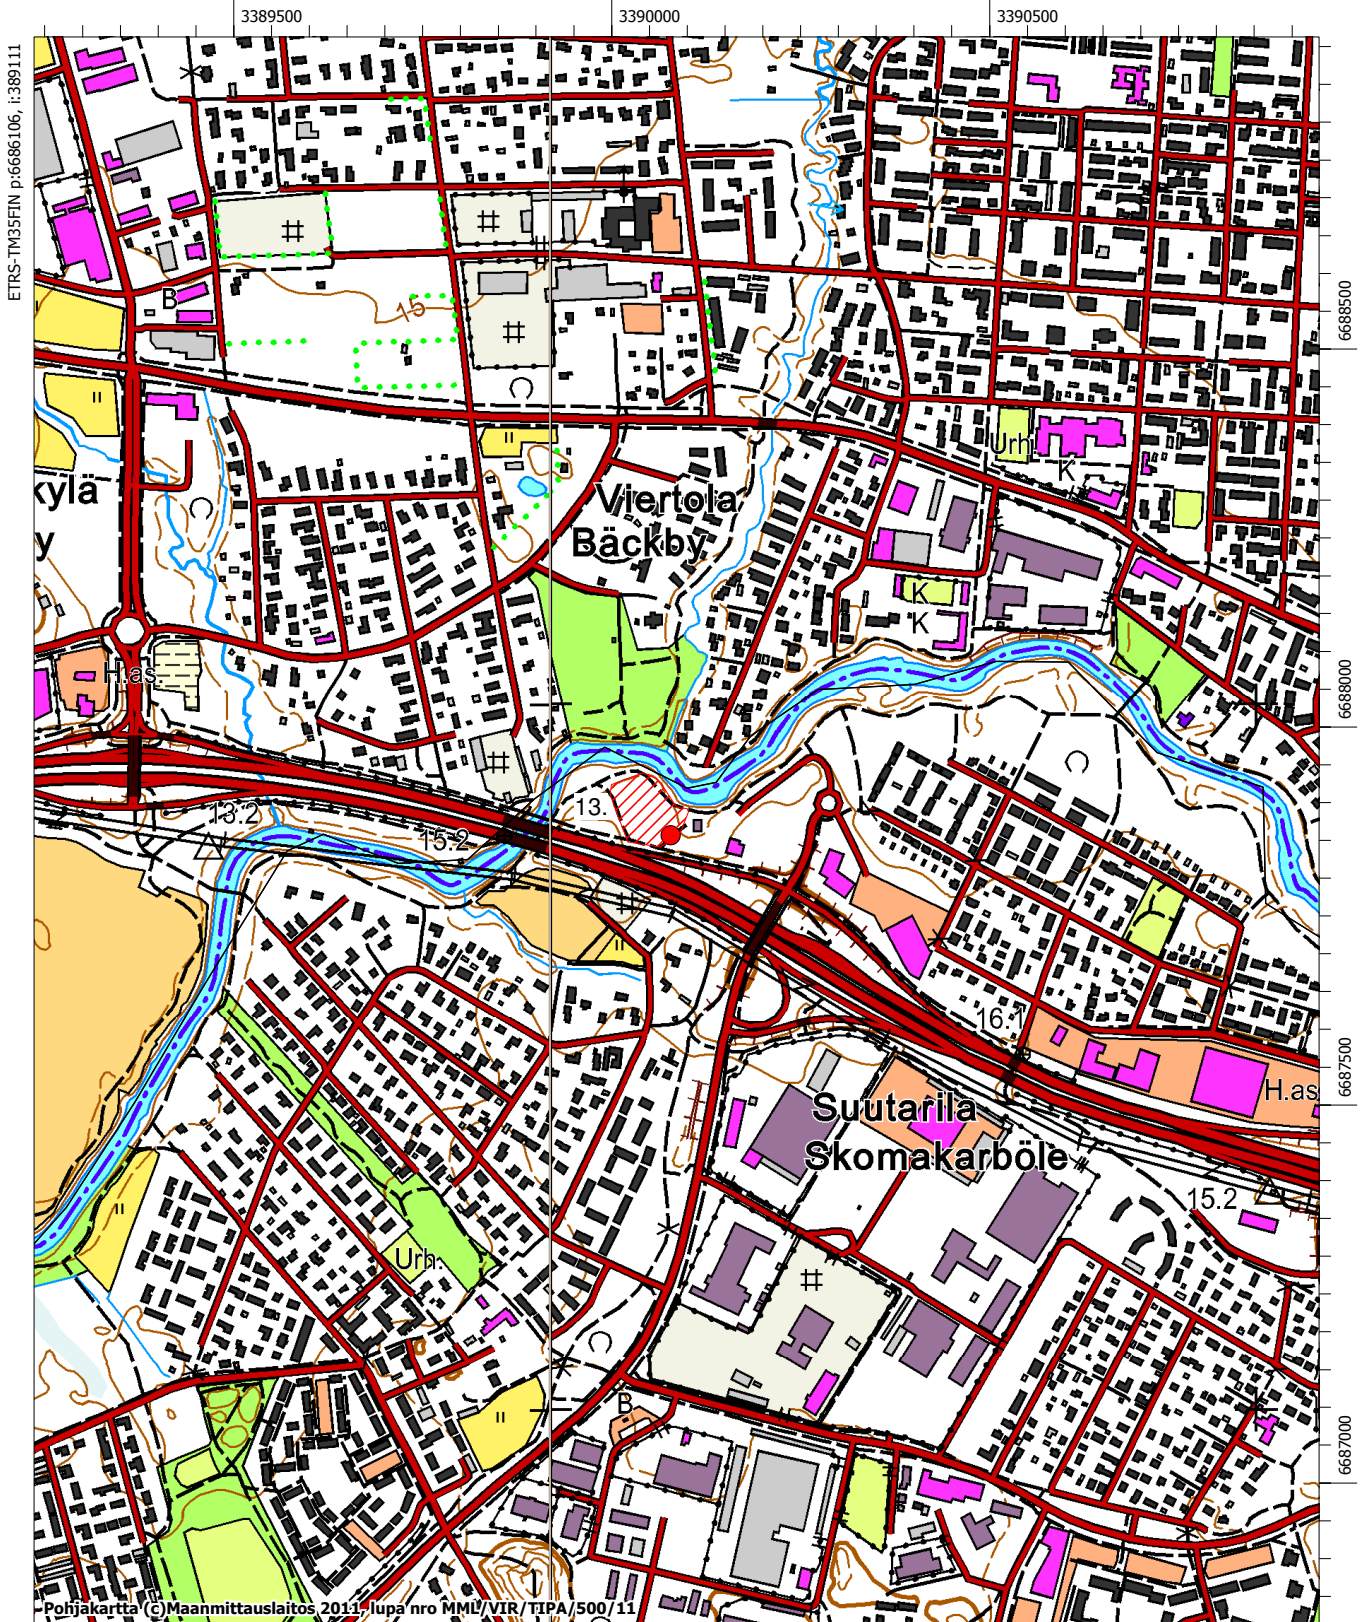 3389500
3390000
3390500
ETRS-TM35FIN p:6686106, i:389111
15
B
6688500
Urh.
K
kylä
y
Viertola
Bäckby
K
K
H.as.
6688000
13.2
15.2
13.
16.1
6687500
H.as
Suutarila
Skomakarböle
15.2
Urh.
B
6687000
Pohjakartta (c)Maanmittauslaitos 2011, lupa nro MML/VIR/TIPA/500/11